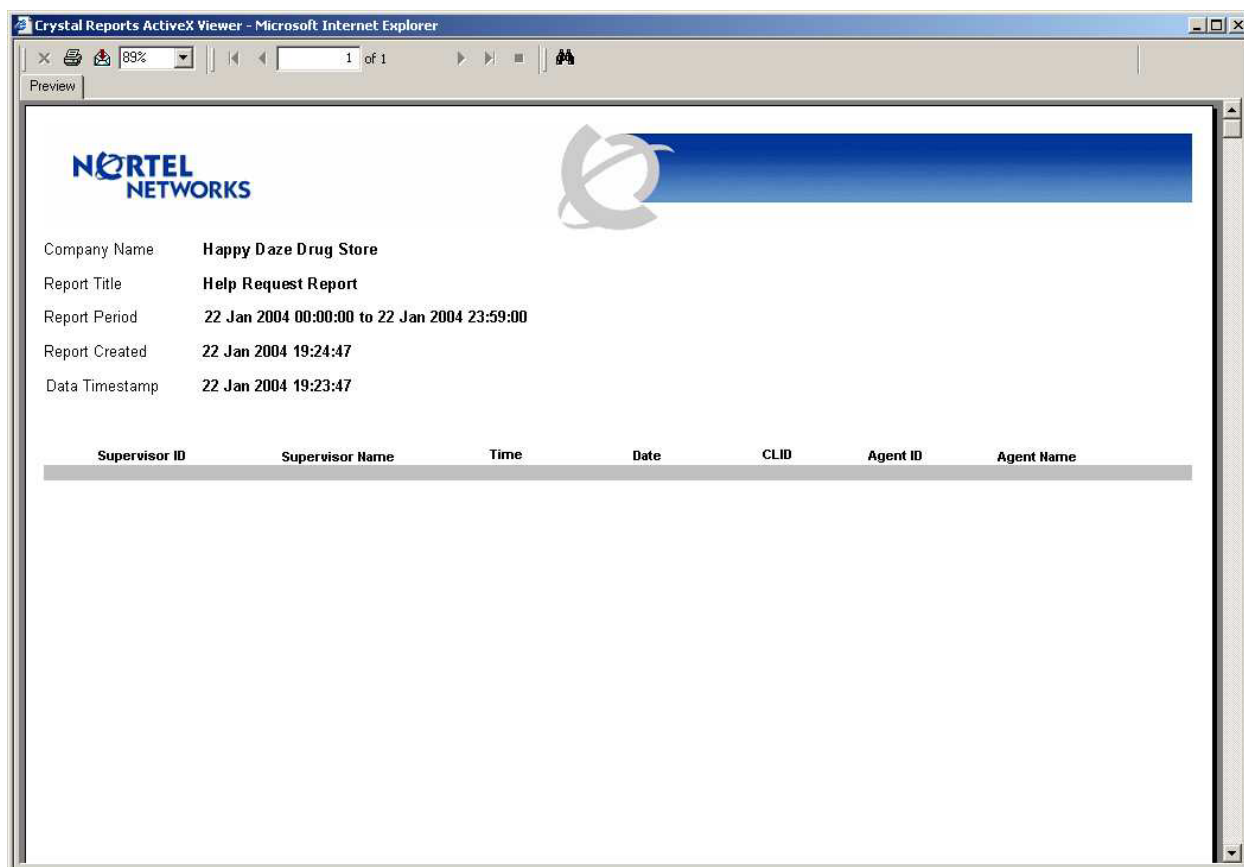 Crystal Reports ActiveX Viewer - Microsoft Internet Explorer
89% 1 of 1
Preview
NORTEL
NETWORKS
Company Name Happy Daze Drug Store
Report Title Help Request Report
Report Period 22 Jan 2004 00:00:00 to 22 Jan 2004 23:59:00
Report Created 22 Jan 2004 19:24:47
Data Timestamp 22 Jan 2004 19:23:47
Supervisor ID Supervisor Name Time Date CLID Agent ID Agent Name